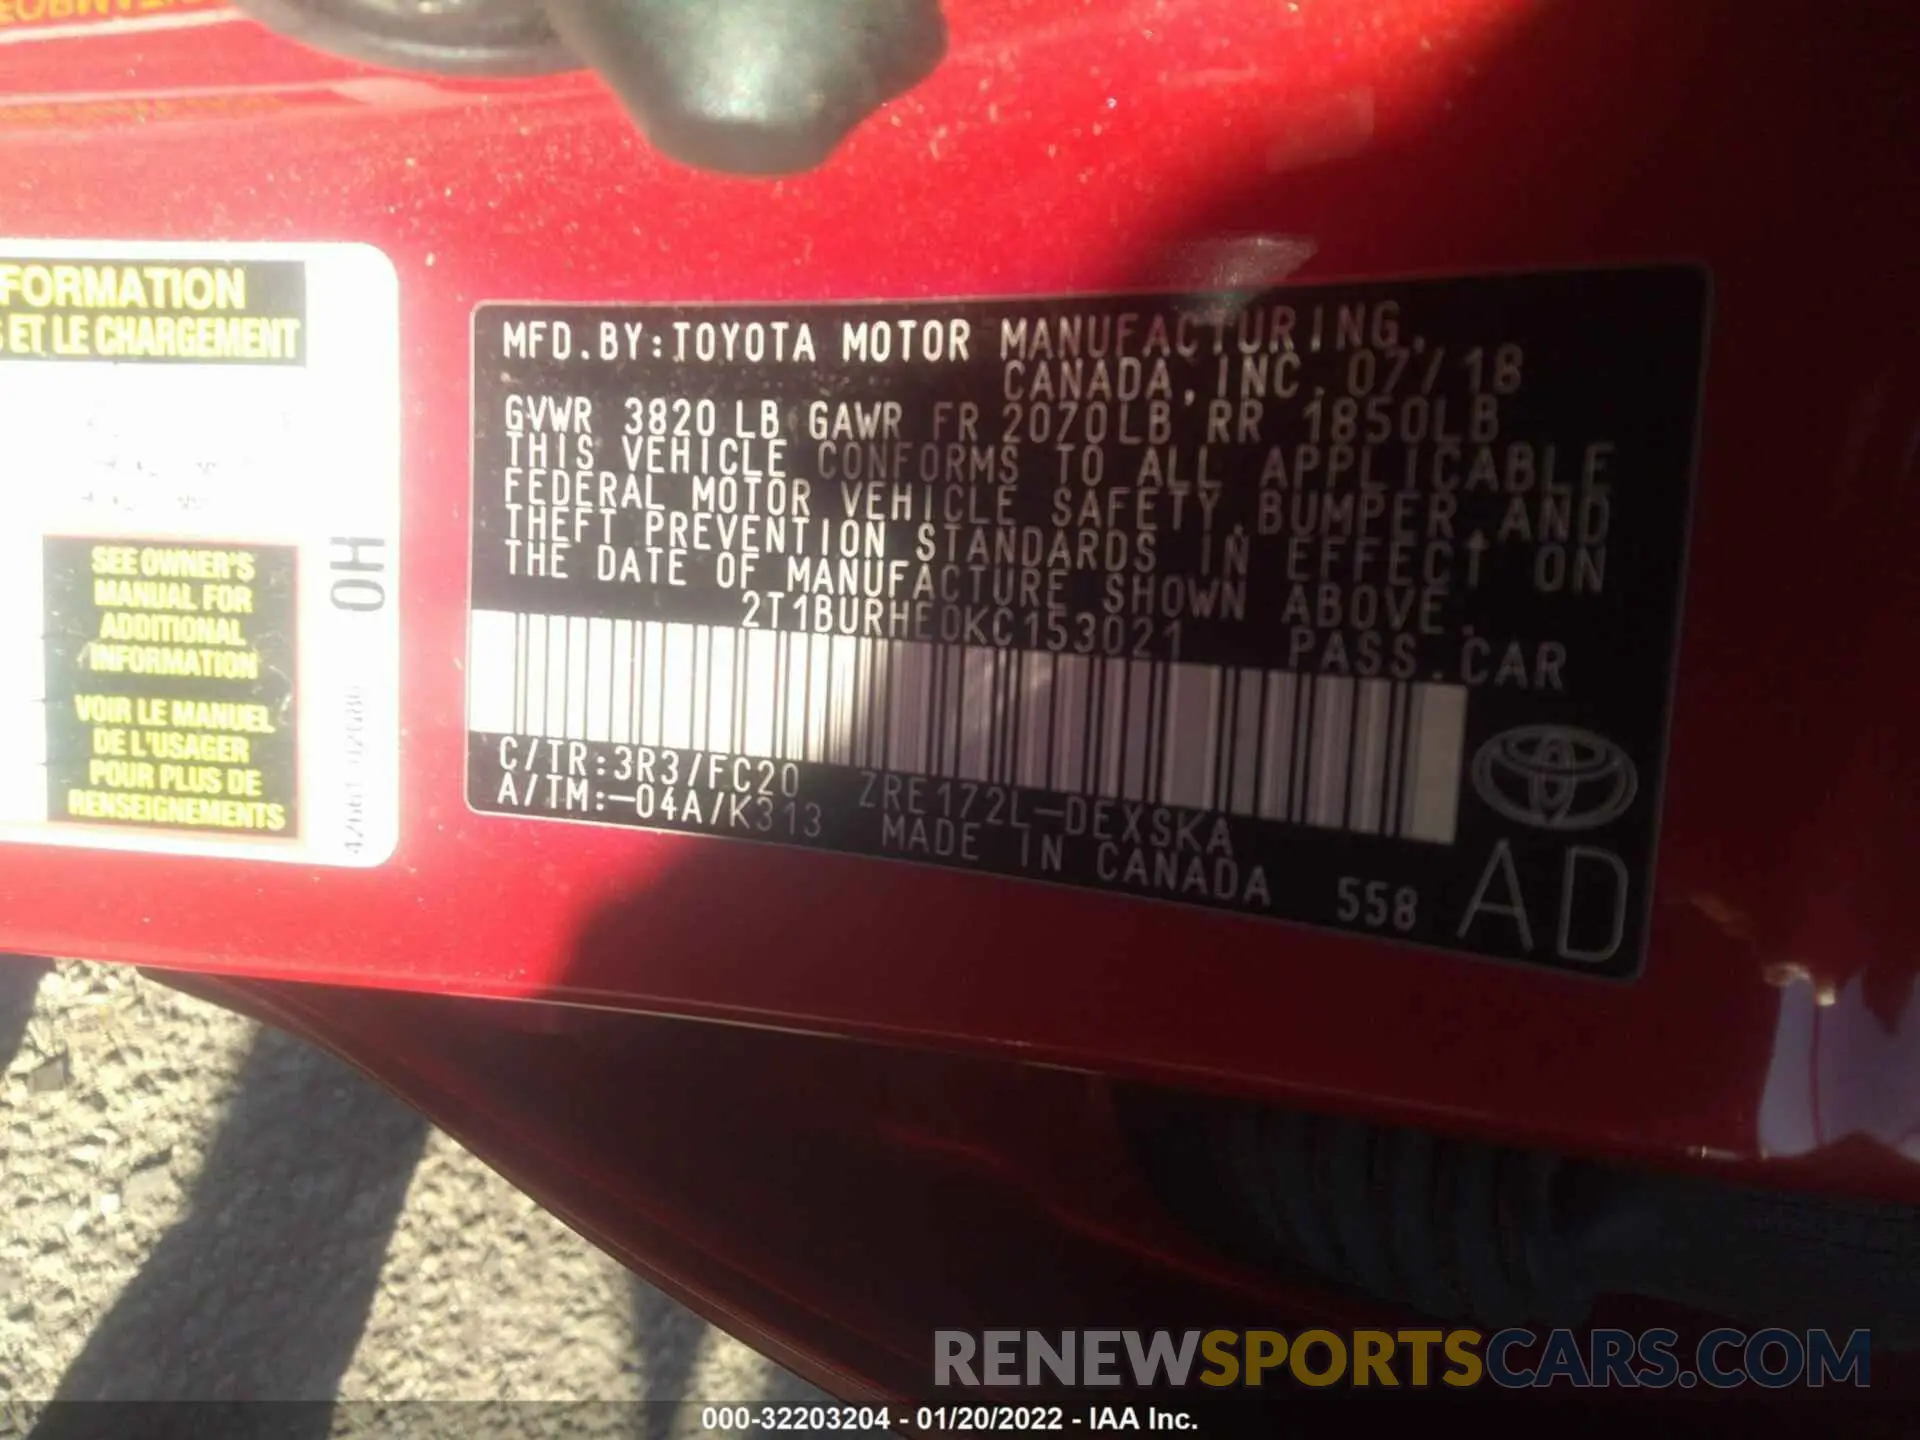 FORMATION
S ET LE CHARGEMENT
SEE OWNER'S
MANUAL FOR
ADDITIONAL
INFORMATION
VOIR LE MANUEL
DE L'USAGER
POUR PLUS DE
RENSEIGNEMENTS
0H
MFD.BY:TOYOTA MOTOR MANUFACTURING,
CANADA,INC. 07/18
GVWR 3820 LB GAWR FR 2070LB RR 1850LB
THIS VEHICLE CONFORMS TO ALL APPLICABLE
FEDERAL MOTOR VEHICLE SAFETY,BUMPER,AND
THEFT PREVENTION STANDARDS IN EFFECT ON
THE DATE OF MANUFACTURE SHOWN ABOVE.
2T1BURHE0KC153021 PASS.CAR
C/TR:3R3/FC20 ZRE172L-DEXSKA
A/TM:-04A/K313 MADE IN CANADA 558
AD
RENEWSPORTSCARS.COM
000-32203204 - 01/20/2022 - IAA Inc.